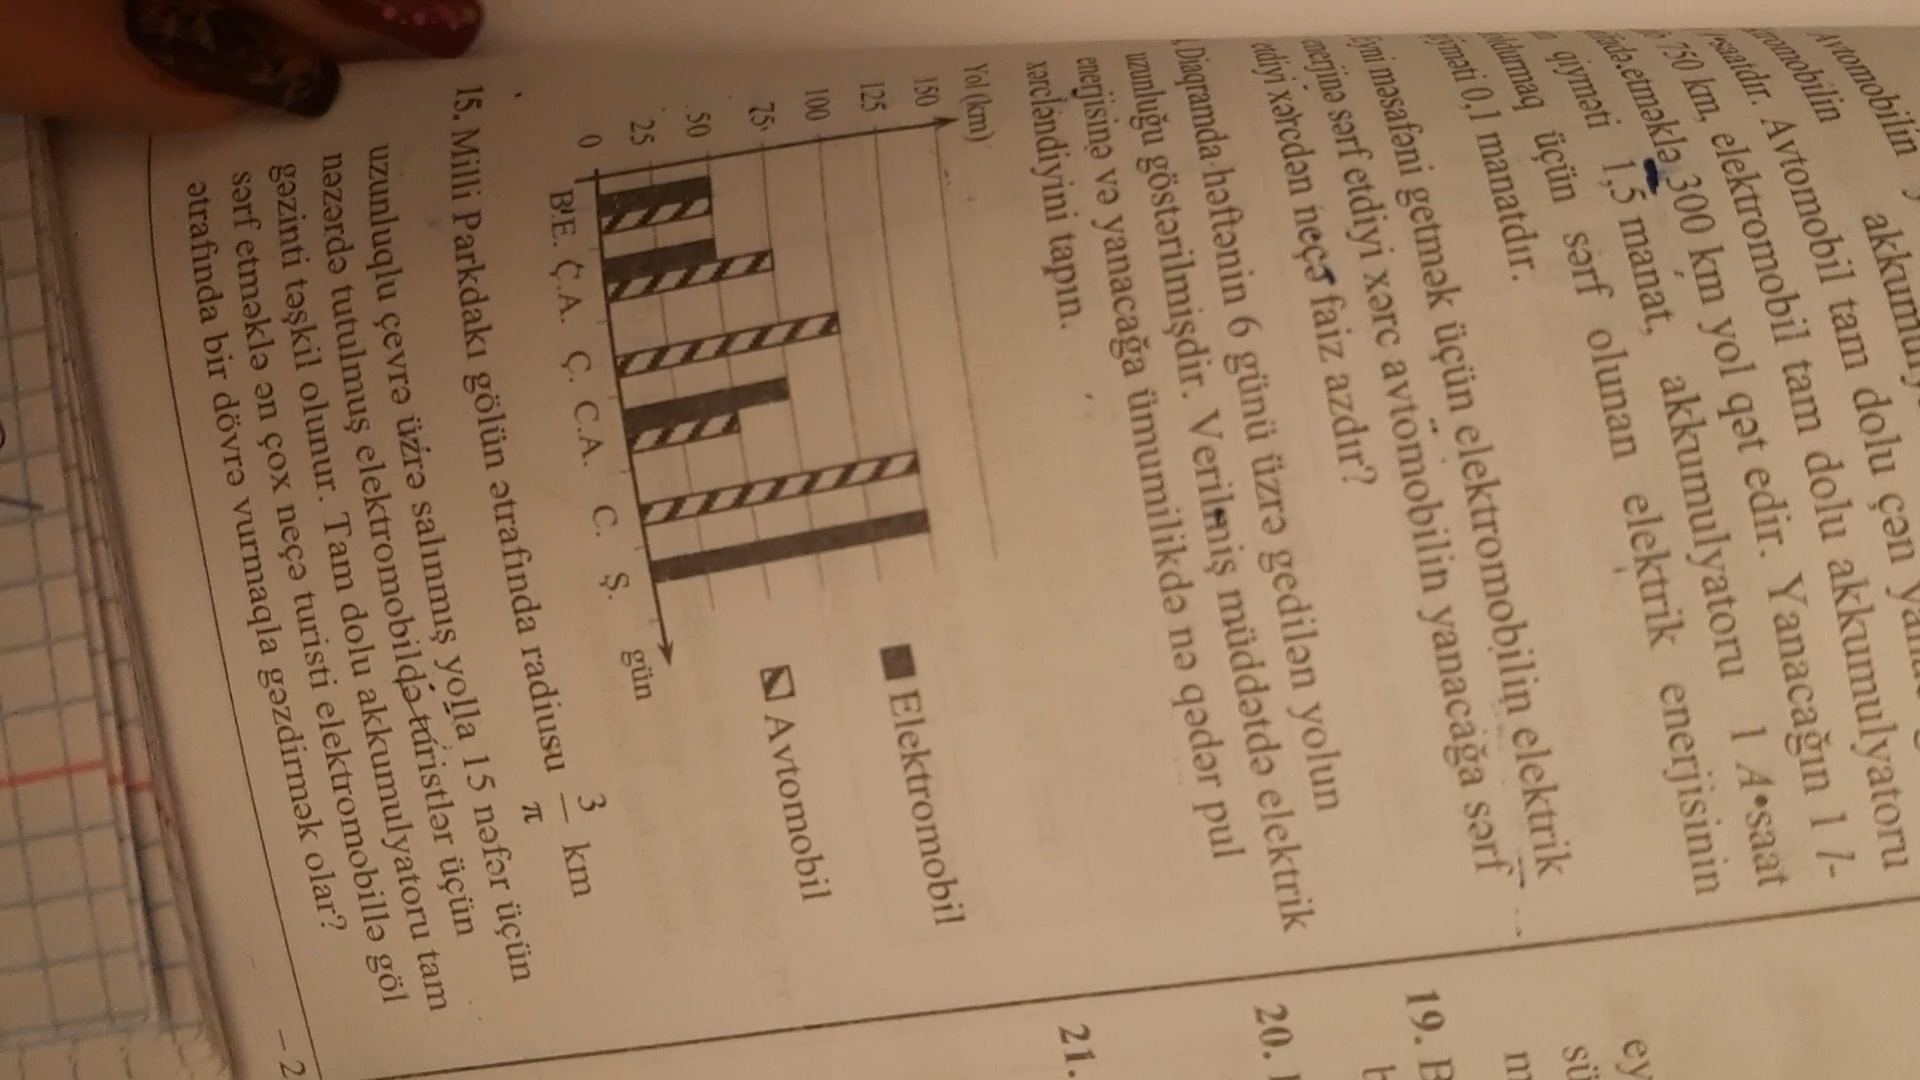 Avtomobilin
akkumuly
Avtomobilin tam dolu çən
saatdır. Avtomobil tam dolu akkumulyatoru
750 km, elektromobil tam dolu akkumulyatoru
ifadə etməklə 300 km yol qət edir. Yanacağın 1 l-
qiyməti 1,5 manat, akkumulyatoru 1 A•saat
üçün sərf olunan elektrik enerjisinin
qiyməti 0,1 manatdır.
Eyni məsafəni getmək üçün elektromobilin elektrik
enerjinə sərf etdiyi xərc avtomobilin yanacağa sərf
etdiyi xərcdən neçə faiz azdır?
Diaqramda həftənin 6 günü üzrə gedilən yolun
uzunluğu göstərilmişdir. Verilmiş müddətdə elektrik
enerjisinə və yanacağa ümumilikdə nə qədər pul
xərcləndiyini tapın.
Yol (km)
150
125
100
75
50
25
0
B.E. Ç.A. Ç. C.A. C. Ş. gün
Elektromobil
Avtomobil
15. Milli Parkdakı gölün ətrafında radiusu 3/π km
uzunluqlu çevrə üzrə salınmış yolla 15 nəfər üçün
nəzərdə tutulmuş elektromobildə turistlər üçün
gəzinti təşkil olunur. Tam dolu akkumulyatoru tam
sərf etməklə ən çox neçə turisti elektromobillə göl
ətrafında bir dövrə vurmaqla gəzdirmək olar?
19. B
20.
21.
ey
sü
m
- 2